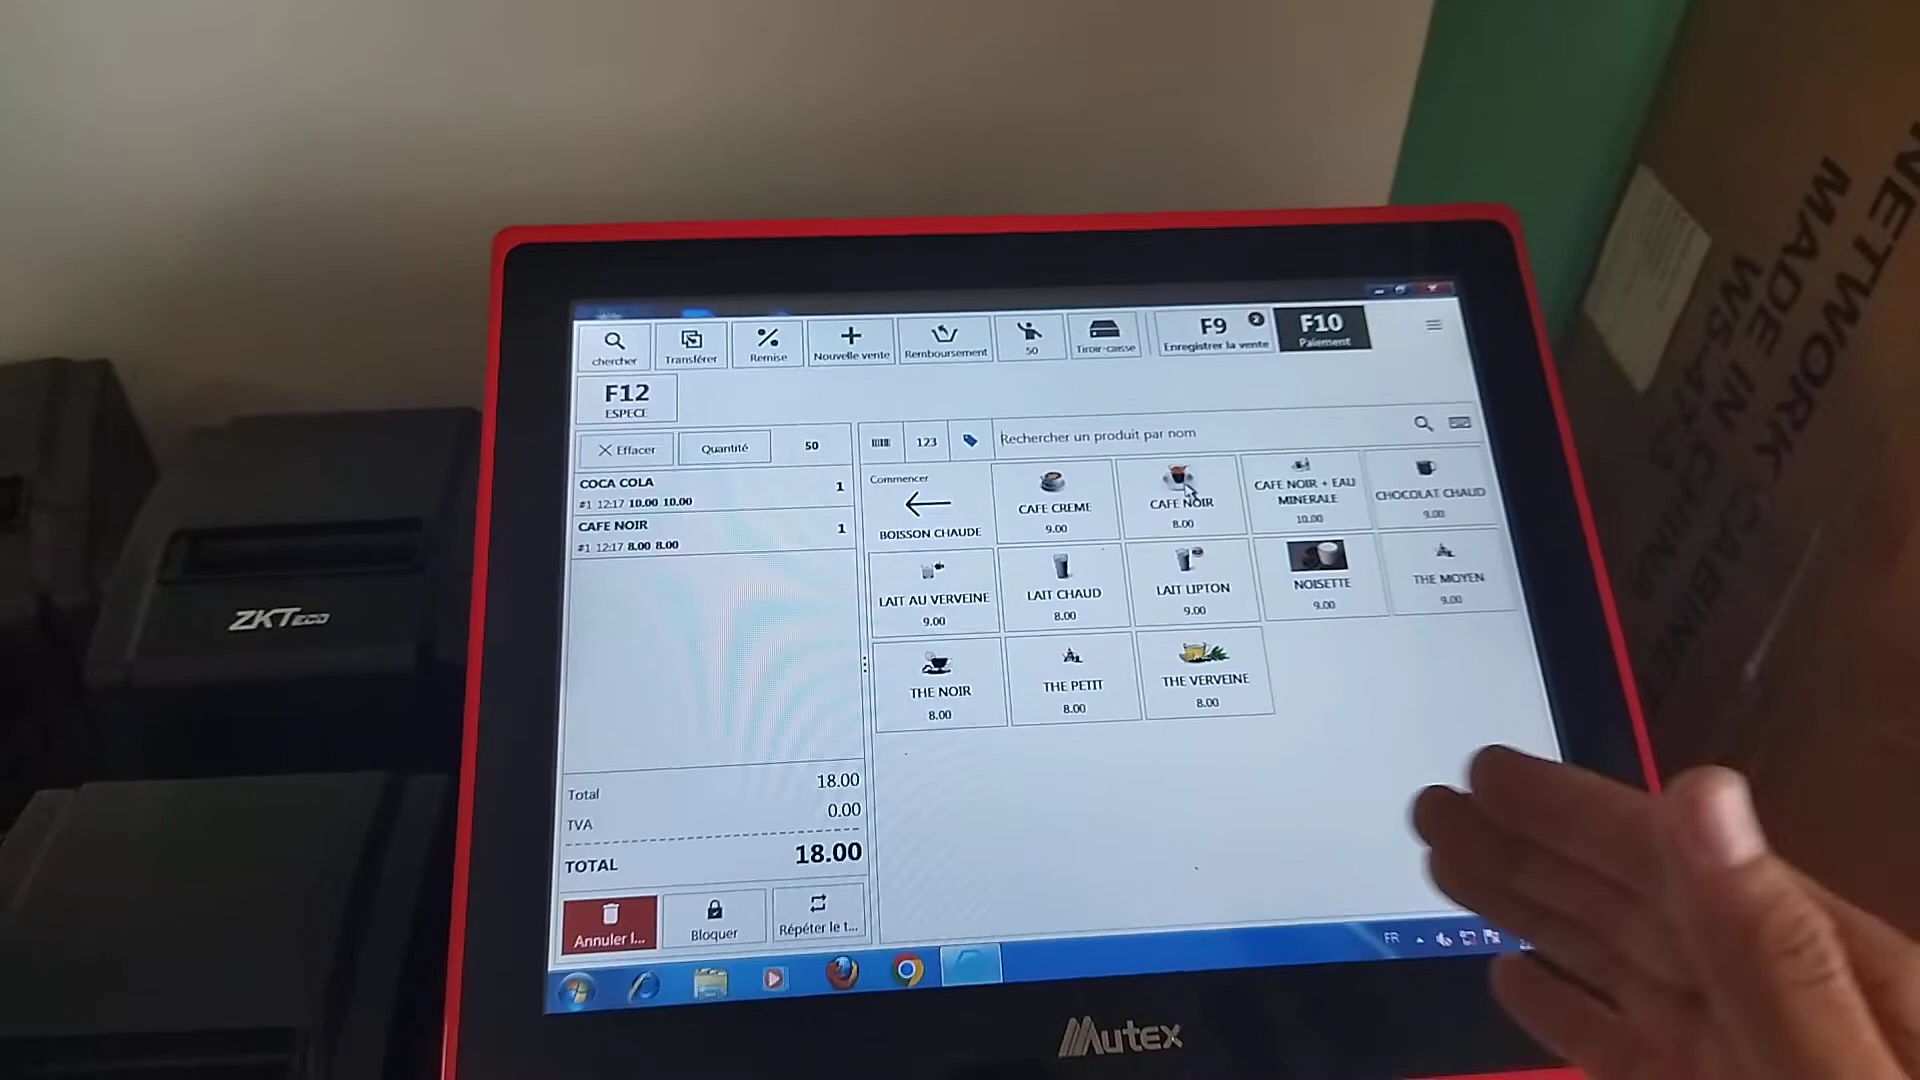 chercher
Transférer
Remise
Nouvelle vente
Remboursement
50
Tiroir-caisse
F9
2
Enregistrer la vente
F10
Paiement
F12
ESPECE
Effacer
Quantité
50
123
Rechercher un produit par nom
COCA COLA 1
#1 12:17 10.00 10.00
CAFE NOIR 1
#1 12:17 8.00 8.00
Commencer
BOISSON CHAUDE
CAFE CREME
9.00
CAFE NOIR
8.00
CAFE NOIR + EAU
MINERALE
10.00
CHOCOLAT CHAUD
9.00
LAIT AU VERVEINE
9.00
LAIT CHAUD
8.00
LAIT LIPTON
9.00
NOISETTE
9.00
THE MOYEN
9.00
THE NOIR
8.00
THE PETIT
8.00
THE VERVEINE
8.00
Total 18.00
TVA 0.00
TOTAL 18.00
Annuler l...
Bloquer
Répéter le t...
FR
Mutex
ZKTeco
NETWORK CABINE
MADE IN CHINA